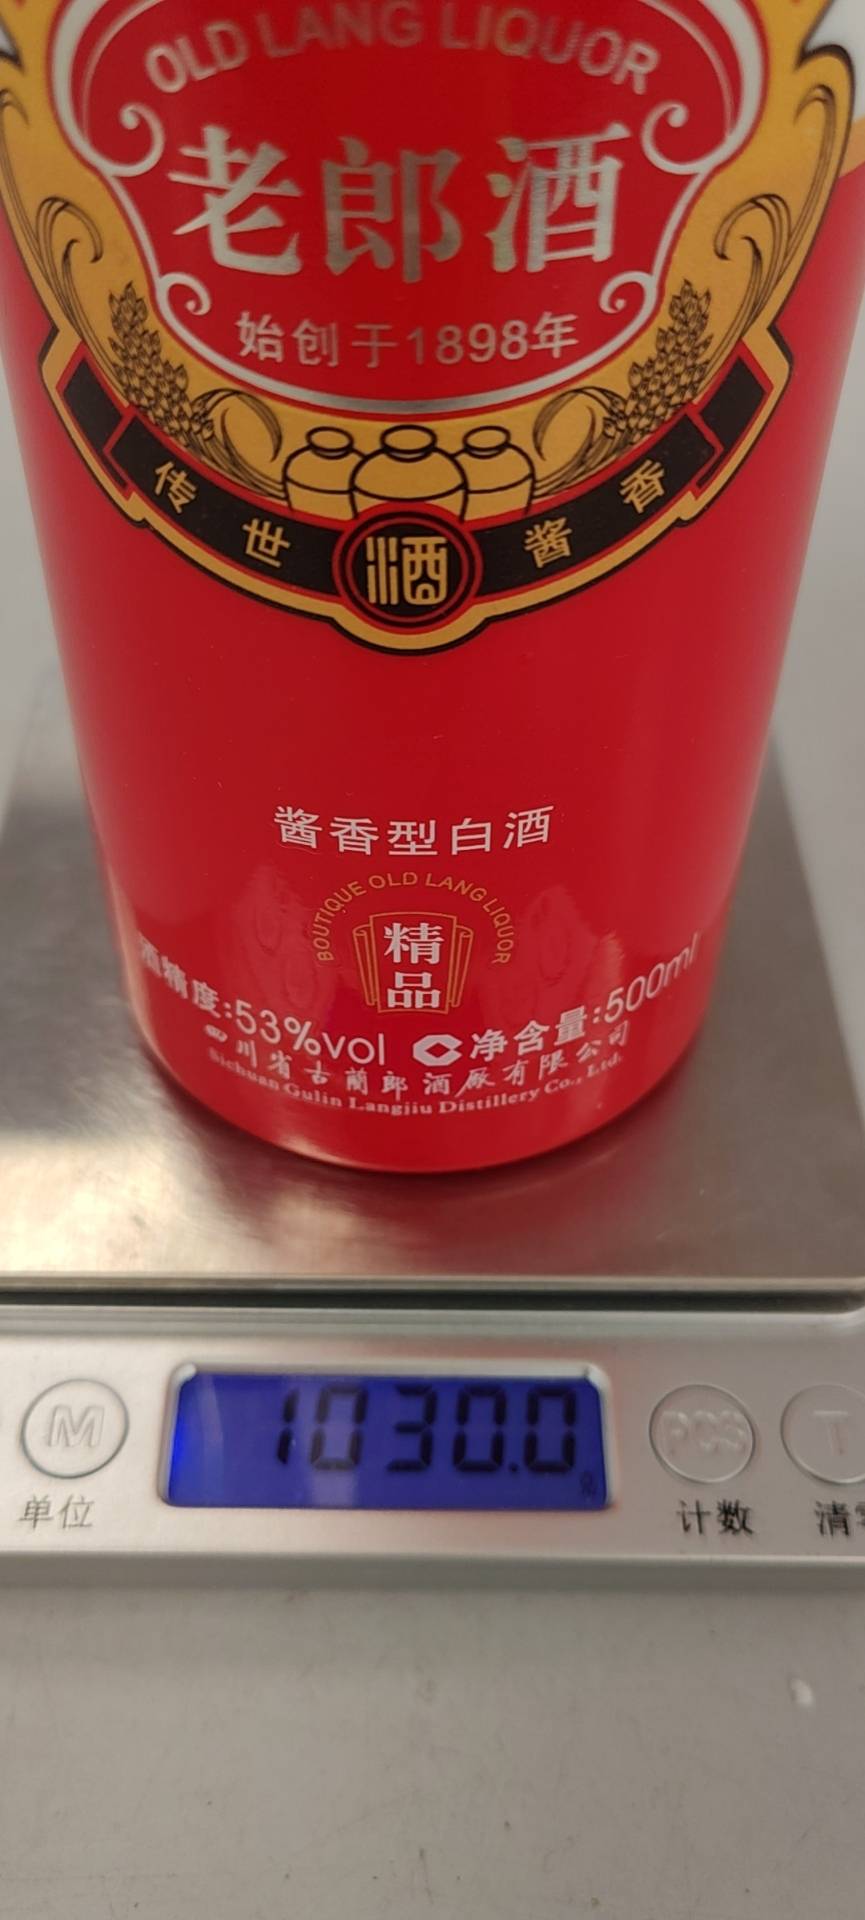 OLD LANG LIQUOR
老郎酒
始创于1898年
传世酒酱香
酱香型白酒
BOUTIQUE OLD LANG LIQUOR
精品
酒精度:53%vol 净含量:500ml
四川省古蔺郎酒厂有限公司
Sichuan Gulin Langjiu Distillery Co., Ltd.
1030.0
M PCS T
单位 计数 清